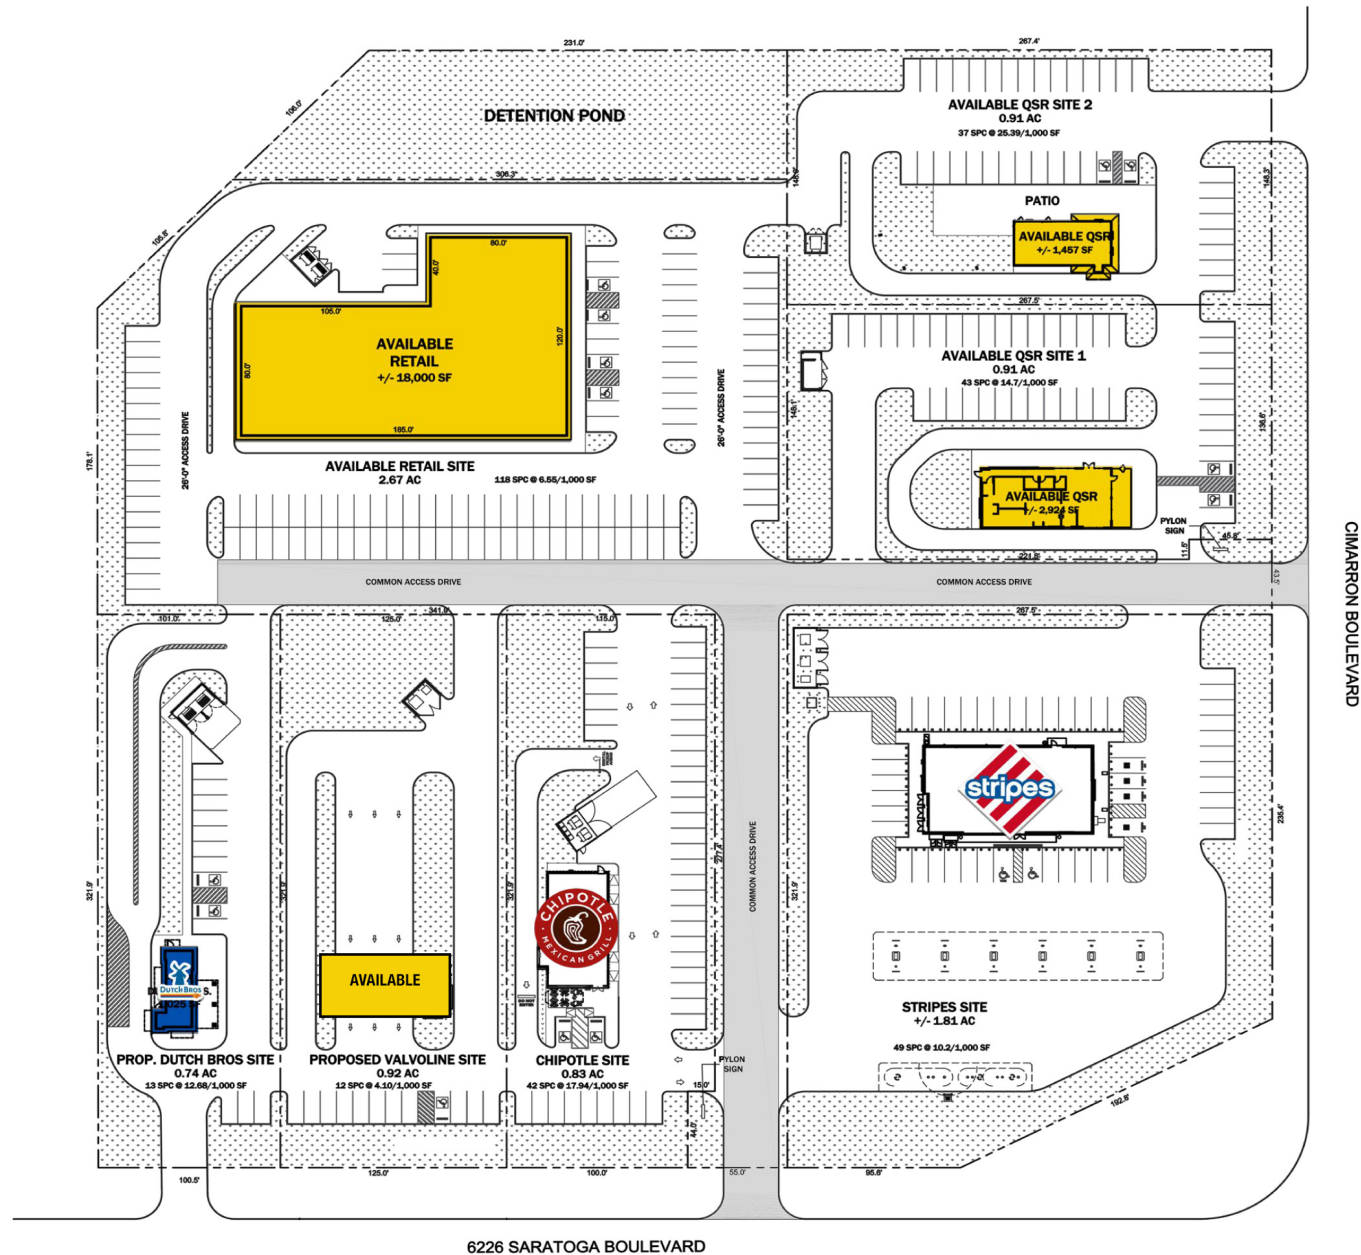 231.0'
267.4'
106.0'
DETENTION POND
AVAILABLE QSR SITE 2
0.91 AC
37 SPC @ 25.39/1,000 SF
306.3'
148.3'
PATIO
105.8'
AVAILABLE QSR
+/- 1,457 SF
80.0'
40.0'
267.5'
105.0'
120.0'
80.0'
AVAILABLE
RETAIL
+/- 18,000 SF
AVAILABLE QSR SITE 1
0.91 AC
43 SPC @ 14.7/1,000 SF
148.1'
136.6'
185.0'
26'-0" ACCESS DRIVE
26'-0" ACCESS DRIVE
178.1'
AVAILABLE RETAIL SITE
2.67 AC
118 SPC @ 6.55/1,000 SF
AVAILABLE QSR
+/- 2,924 SF
PYLON
SIGN
45.8'
11.5'
221.8'
43.5'
CIMARRON BOULEVARD
COMMON ACCESS DRIVE
COMMON ACCESS DRIVE
101.0'
125.0'
341.0'
115.0'
267.5'
stripes
235.4'
277.4'
COMMON ACCESS DRIVE
321.9'
321.9'
321.9'
321.9'
CHIPOTLE
MEXICAN GRILL
AVAILABLE
DUTCH BROS
DO NOT
ENTER
STRIPES SITE
+/- 1.81 AC
49 SPC @ 10.2/1,000 SF
PROP. DUTCH BROS SITE
0.74 AC
13 SPC @ 12.68/1,000 SF
PROPOSED VALVOLINE SITE
0.92 AC
12 SPC @ 4.10/1,000 SF
CHIPOTLE SITE
0.83 AC
42 SPC @ 17.94/1,000 SF
PYLON
SIGN
15.0'
44.0'
192.8'
100.5'
125.0'
100.0'
55.0'
95.6'
6226 SARATOGA BOULEVARD